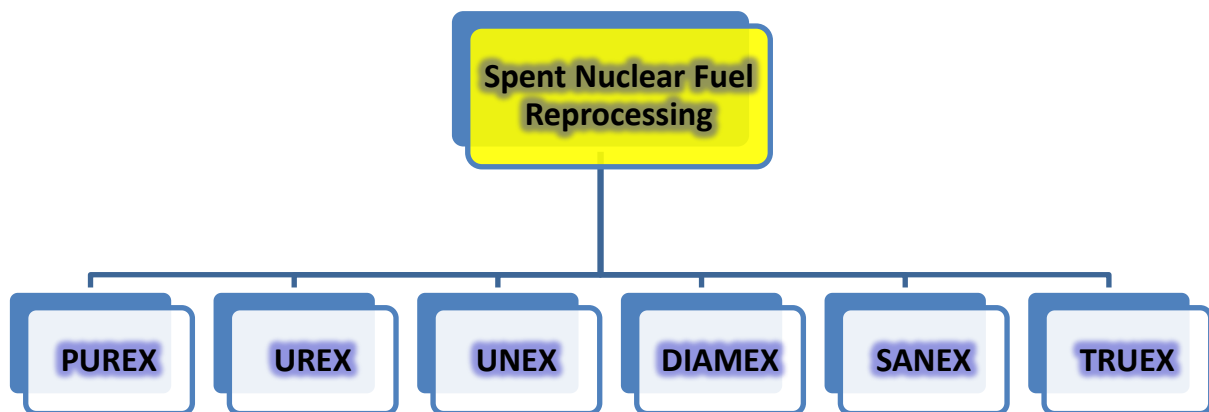 Spent Nuclear Fuel
Reprocessing
PUREX
UREX
UNEX
DIAMEX
SANEX
TRUEX